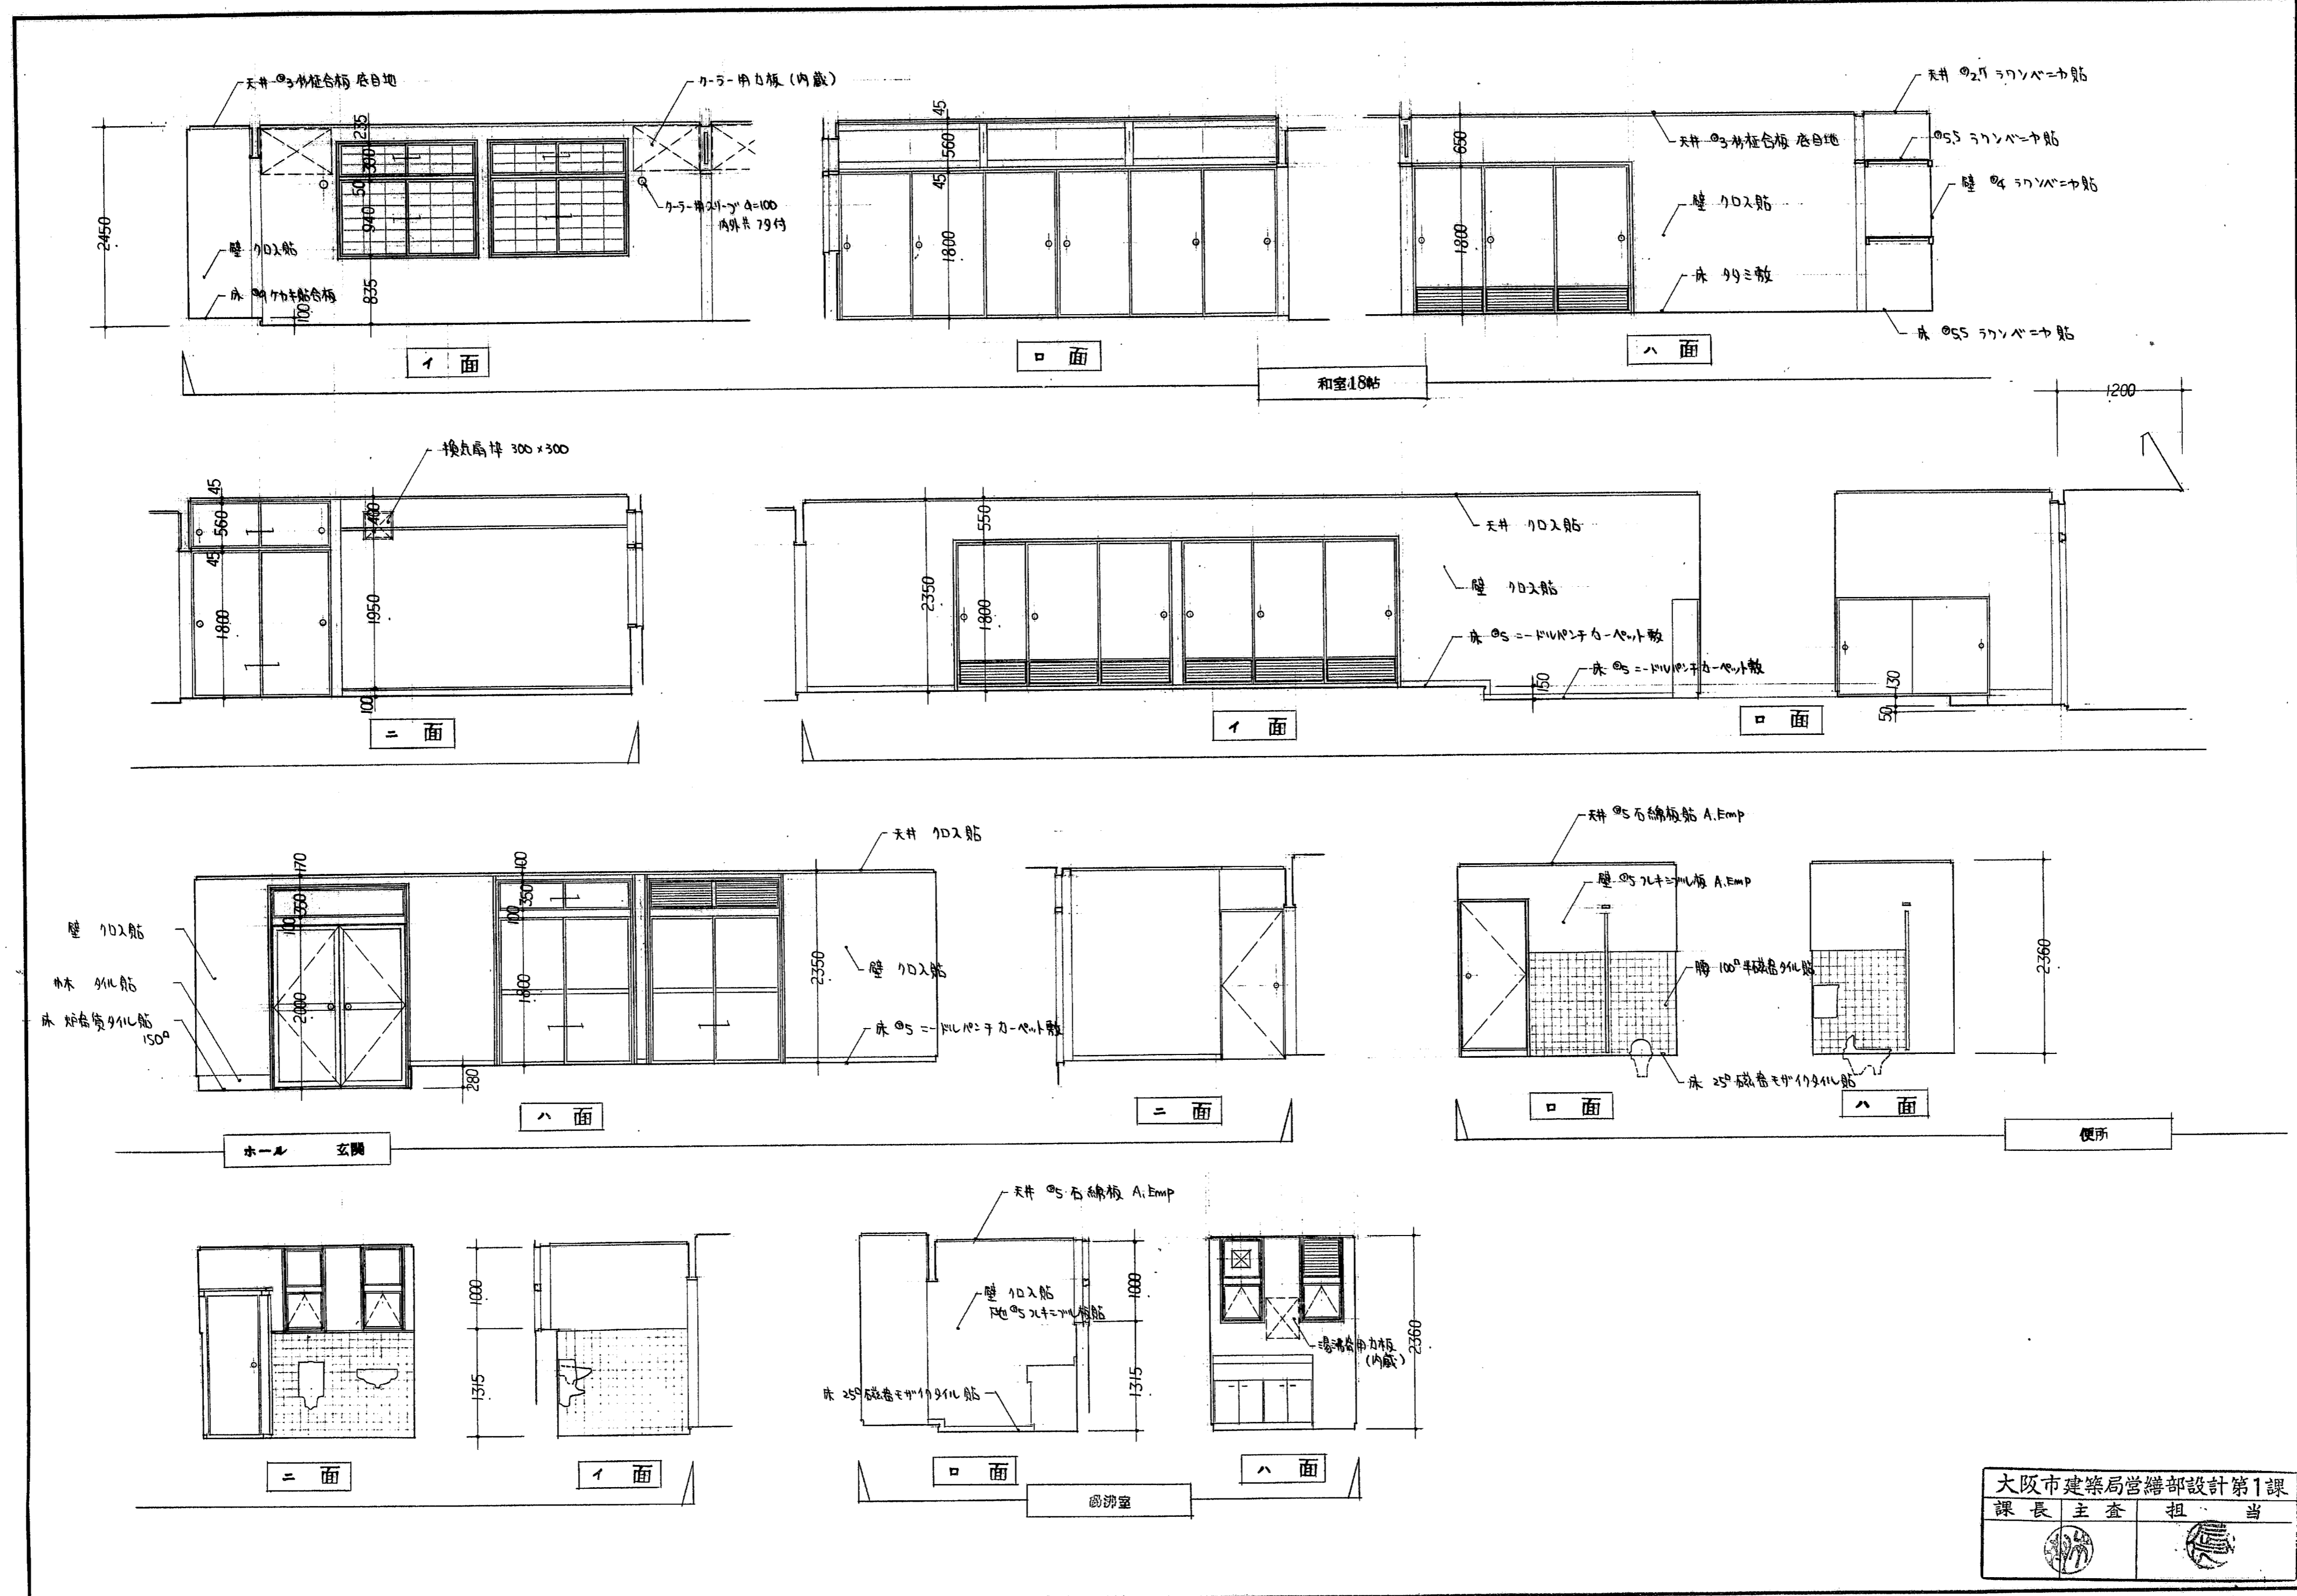 天井 ⑦3 杉柾合板 底目地
クーラー用力板 (内蔵)
天井 ⑦2.7 ラワンベニヤ貼
天井 ⑦3 杉柾合板 底目地
⑦5.5 ラワンベニヤ貼
壁 ⑦4 ラワンベニヤ貼
クーラー用スリーブ
内外共 フタ付
壁 クロス貼
壁 クロス貼
床 タタミ敷
床 ⑦9 ケヤキ貼合板
床 ⑦5.5 ラワンベニヤ貼
2450
235
390
50
940
835
100
45
560
45
1800
650
1800
イ 面
ロ 面
ハ 面
和室18帖
1200
換気扇枠 300×300
45
560
45
1800
400
1950
100
2350
550
1800
天井 クロス貼
壁 クロス貼
床 ⑦5 ニードルパンチカーペット敷
床 ⑦5 ニードルパンチカーペット敷
150
130
50
ニ 面
イ 面
ロ 面
天井 クロス貼
天井 ⑦5 石綿板貼 A.Emp
壁 ⑦5 フレキシブル板 A.Emp
170
350
100
2000
100
350
100
1800
2350
280
壁 クロス貼
巾木 タイル貼
床 炻器質タイル貼
150□
壁 クロス貼
床 ⑦5 ニードルパンチカーペット敷
腰 100□ 半磁器タイル貼
床 25□ 磁器モザイクタイル貼
2360
ハ 面
ニ 面
ロ 面
ハ 面
ホール 玄関
便所
天井 ⑦5 石綿板 A.Emp
1000
1315
壁 クロス貼
下地 ⑦5 フレキシブル板貼
床 25□ 磁器モザイクタイル貼
1000
1315
湯沸器用力板
(内蔵)
2360
ニ 面
イ 面
ロ 面
ハ 面
湯沸室
大阪市建築局営繕部設計第1課
課長 主査 担当